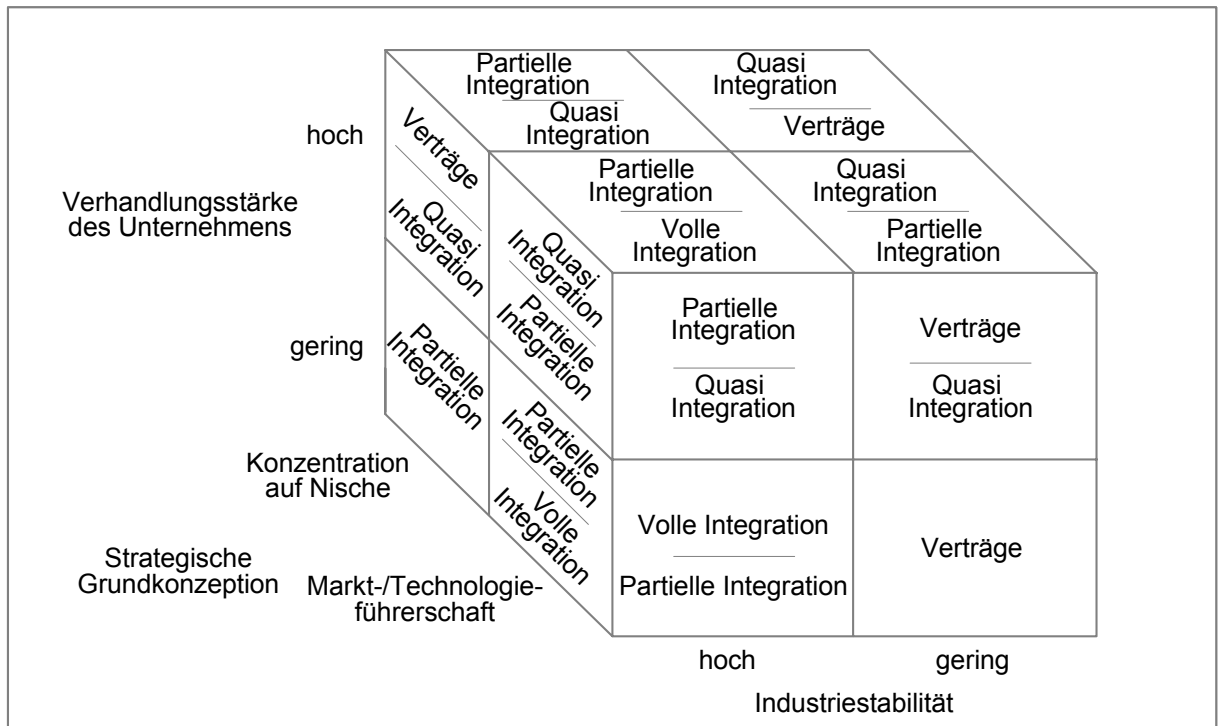 Partielle
Integration
Quasi
Integration
Quasi
Integration
Verträge
hoch
Verträge
Quasi
Integration
Partielle
Integration
Volle
Integration
Quasi
Integration
Partielle
Integration
Verhandlungsstärke
des Unternehmens
Quasi
Integration
Partielle
Integration
Partielle
Integration
Quasi
Integration
Verträge
Quasi
Integration
gering
Partielle
Integration
Partielle
Integration
Volle
Integration
Konzentration
auf Nische
Volle Integration
Partielle Integration
Verträge
Strategische
Grundkonzeption
Markt-/Technologie-
führerschaft
hoch
gering
Industriestabilität